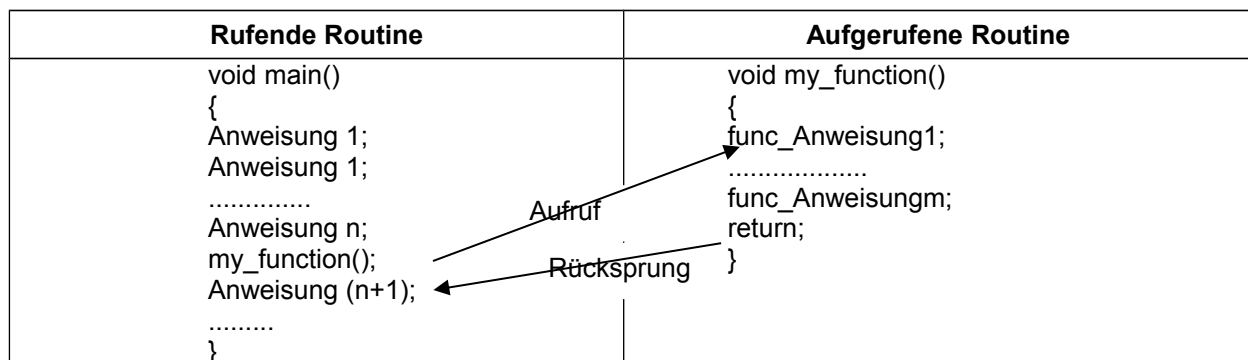 Rufende Routine
Aufgerufene Routine
void main()
{
Anweisung 1;
Anweisung 1;
..............
Anweisung n;
my_function();
Anweisung (n+1);
.........
}
Aufruf
Rücksprung
void my_function()
{
func_Anweisung1;
...................
func_Anweisungm;
return;
}